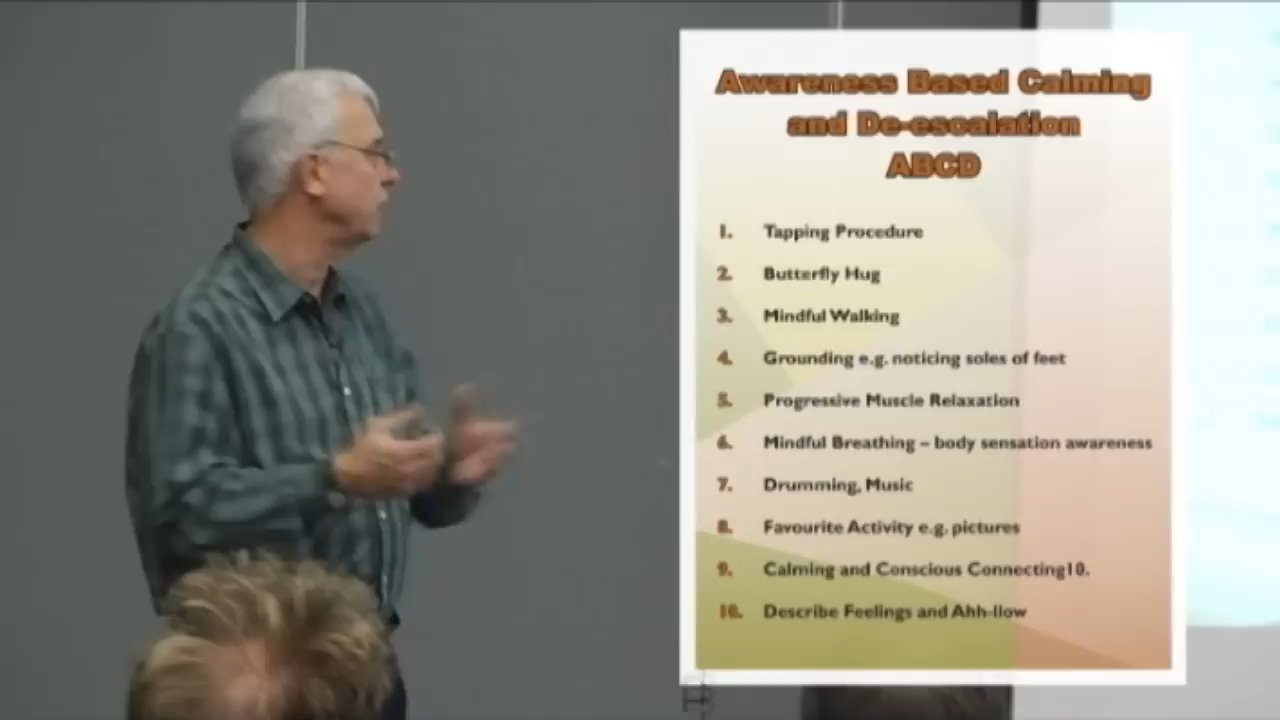 Awareness Based Calming
and De-escalation
ABCD
1. Tapping Procedure
2. Butterfly Hug
3. Mindful Walking
4. Grounding e.g. noticing soles of feet
5. Progressive Muscle Relaxation
6. Mindful Breathing – body sensation awareness
7. Drumming, Music
8. Favourite Activity e.g. pictures
9. Calming and Conscious Connecting10.
10. Describe Feelings and Ahh-llow